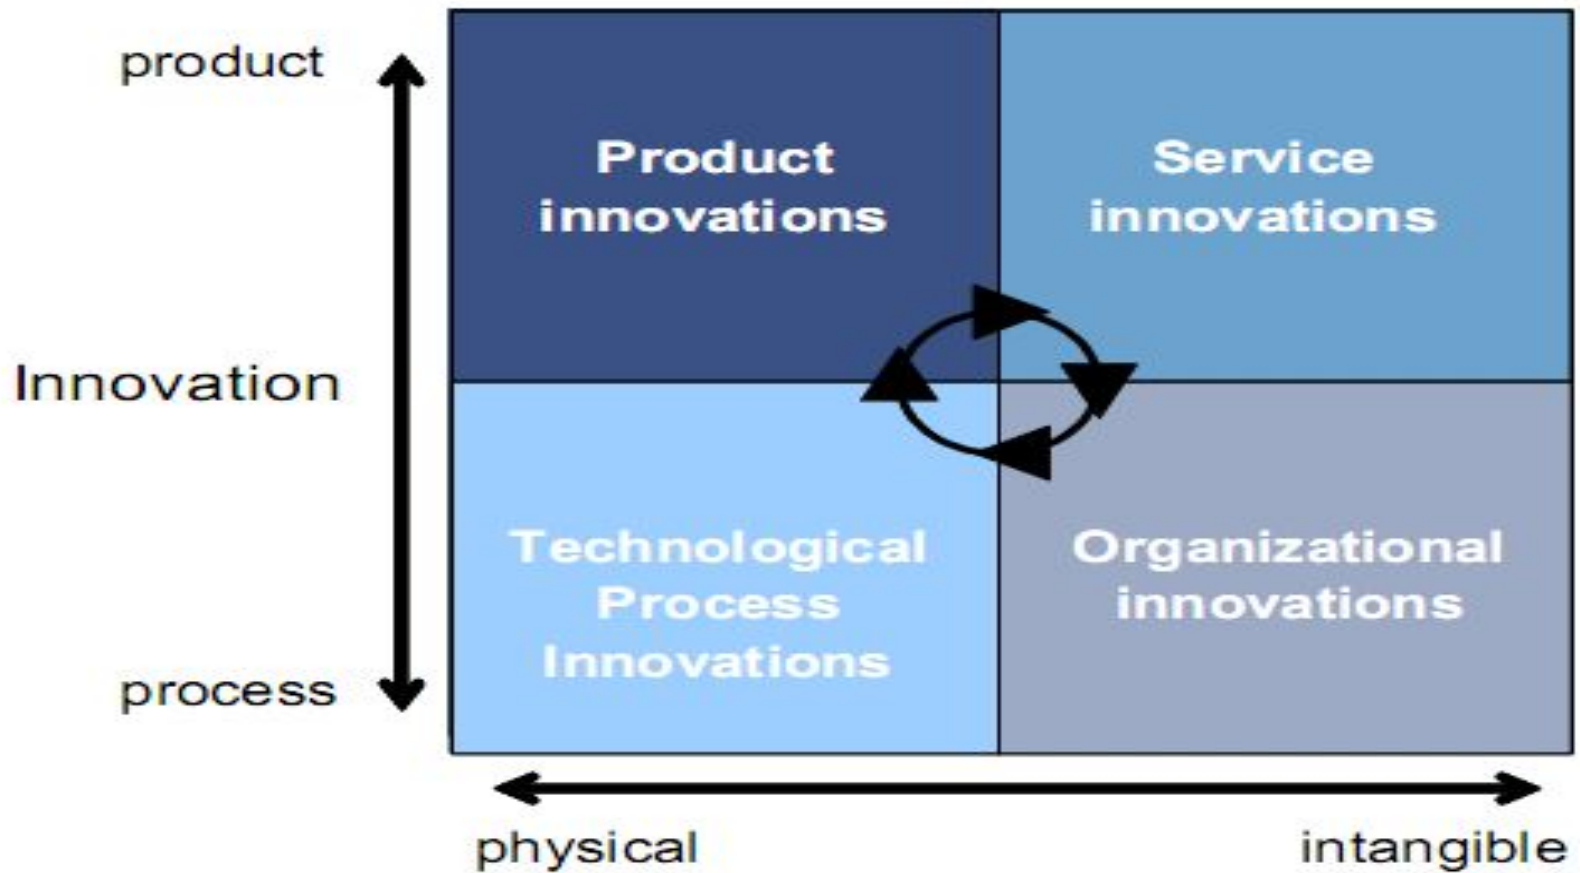 product
Product
innovations
Service
innovations
Innovation
Technological
Process
Innovations
Organizational
innovations
process
physical
intangible